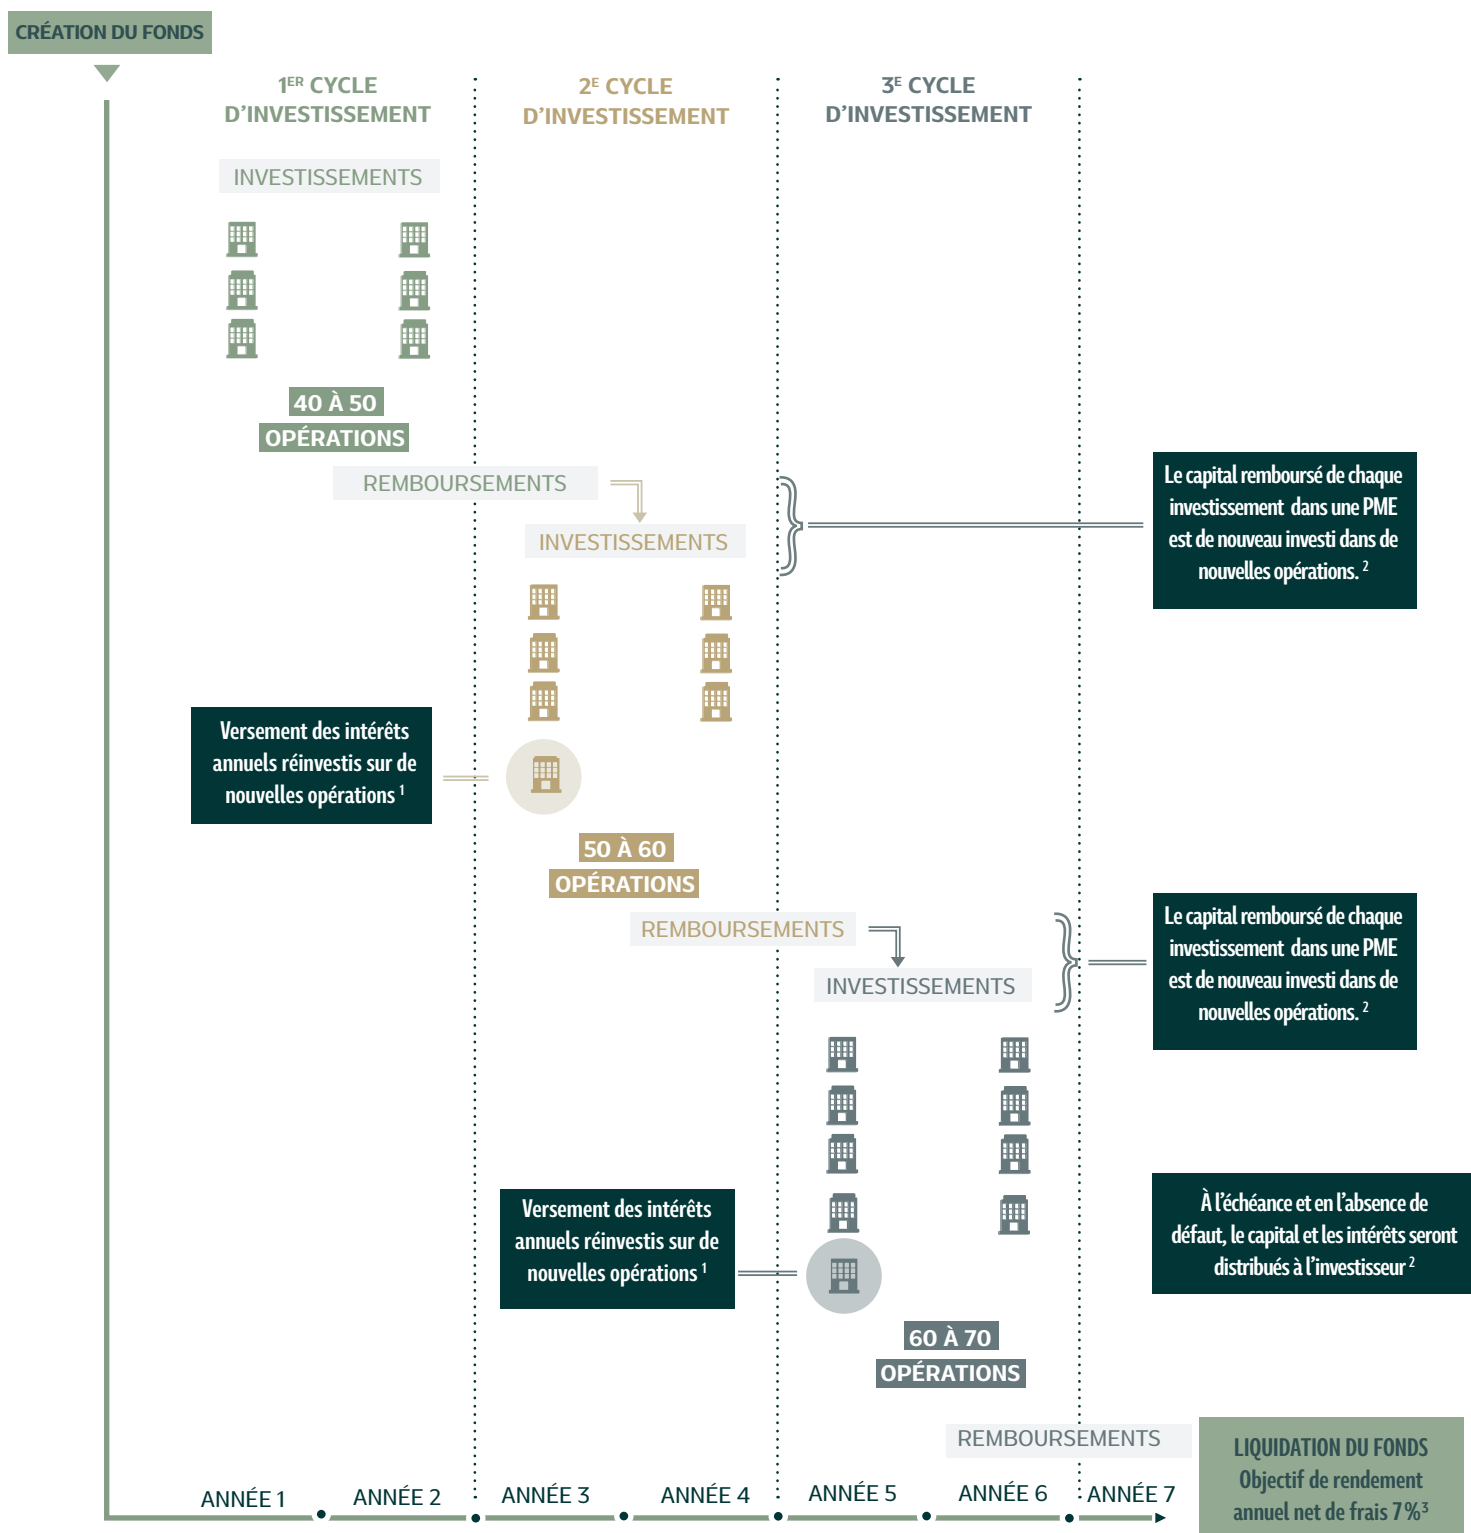 CRÉATION DU FONDS
1ER CYCLE
D’INVESTISSEMENT
2E CYCLE
D’INVESTISSEMENT
3E CYCLE
D’INVESTISSEMENT
INVESTISSEMENTS
40 À 50
OPÉRATIONS
REMBOURSEMENTS
INVESTISSEMENTS
Le capital remboursé de chaque
investissement dans une PME
est de nouveau investi dans de
nouvelles opérations. 2
Versement des intérêts
annuels réinvestis sur de
nouvelles opérations 1
50 À 60
OPÉRATIONS
REMBOURSEMENTS
INVESTISSEMENTS
Le capital remboursé de chaque
investissement dans une PME
est de nouveau investi dans de
nouvelles opérations. 2
Versement des intérêts
annuels réinvestis sur de
nouvelles opérations 1
À l’échéance et en l’absence de
défaut, le capital et les intérêts seront
distribués à l’investisseur 2
60 À 70
OPÉRATIONS
REMBOURSEMENTS
LIQUIDATION DU FONDS
Objectif de rendement
annuel net de frais 7%3
ANNÉE 1
ANNÉE 2
ANNÉE 3
ANNÉE 4
ANNÉE 5
ANNÉE 6
ANNÉE 7